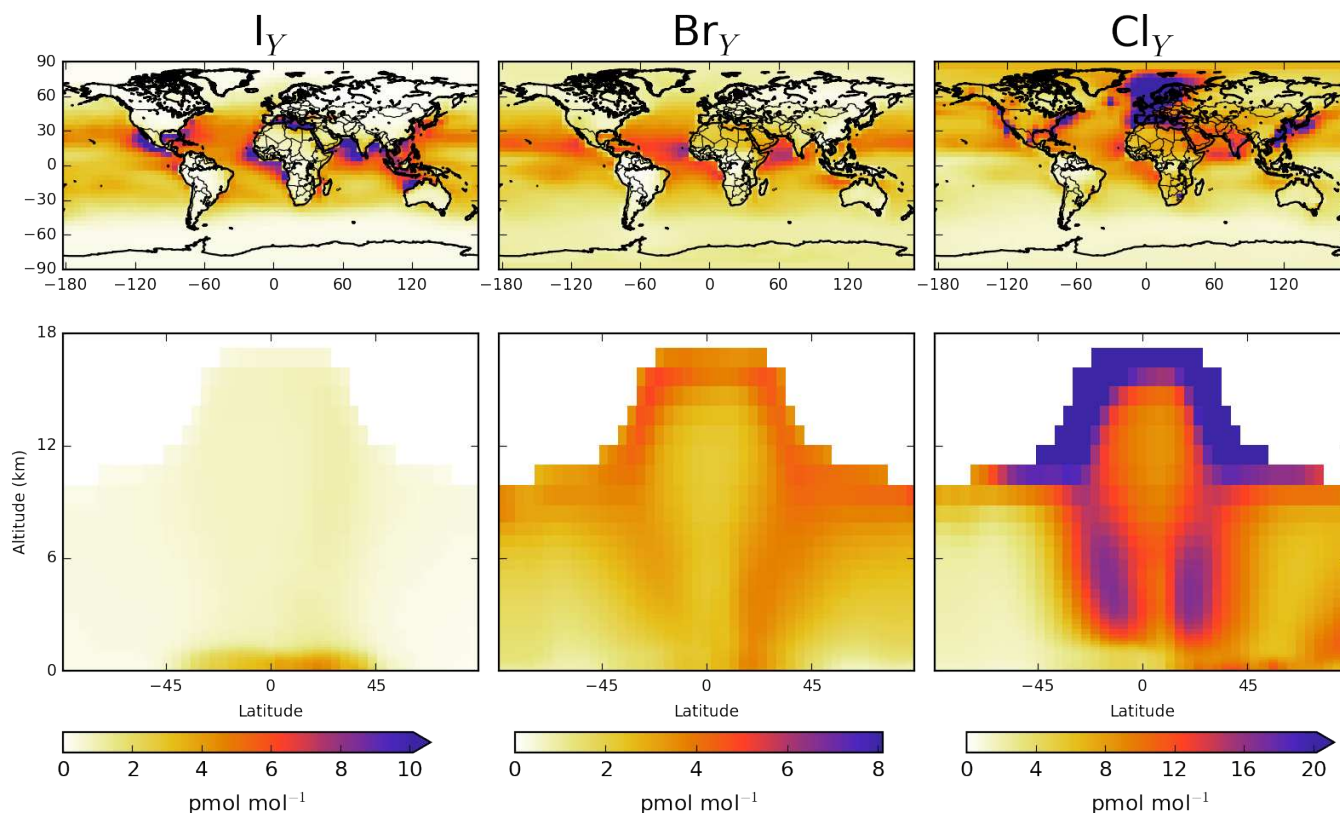 I_Y Br_Y Cl_Y
90
60
30
0
−30
−60
−90
−180 −120 −60 0 60 120 −180 −120 −60 0 60 120 −180 −120 −60 0 60 120
18
12
6
0
Altitude (km)
−45 0 45 −45 0 45 −45 0 45
Latitude Latitude Latitude
0 2 4 6 8 10 0 2 4 6 8 0 4 8 12 16 20
pmol mol⁻¹ pmol mol⁻¹ pmol mol⁻¹